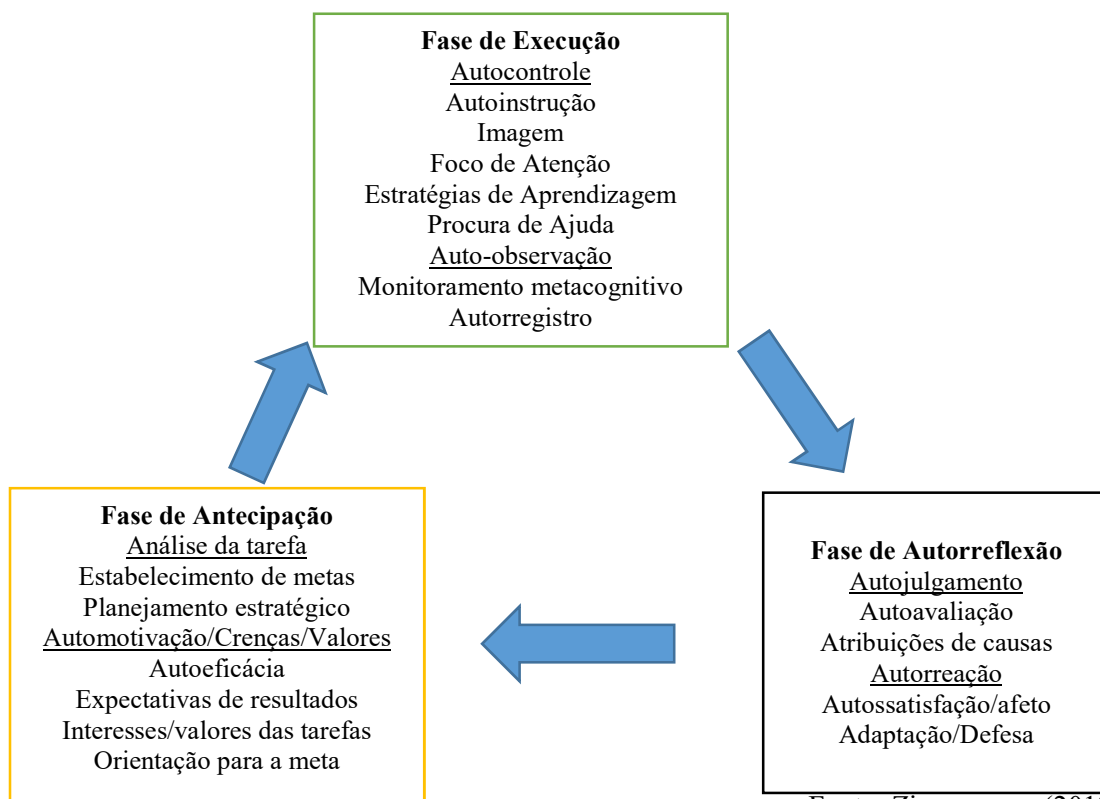 Fase de Execução
Autocontrole
Autoinstrução
Imagem
Foco de Atenção
Estratégias de Aprendizagem
Procura de Ajuda
Auto-observação
Monitoramento metacognitivo
Autorregistro
Fase de Antecipação
Análise da tarefa
Estabelecimento de metas
Planejamento estratégico
Automotivação/Crenças/Valores
Autoeficácia
Expectativas de resultados
Interesses/valores das tarefas
Orientação para a meta
Fase de Autorreflexão
Autojulgamento
Autoavaliação
Atribuições de causas
Autorreação
Autossatisfação/afeto
Adaptação/Defesa